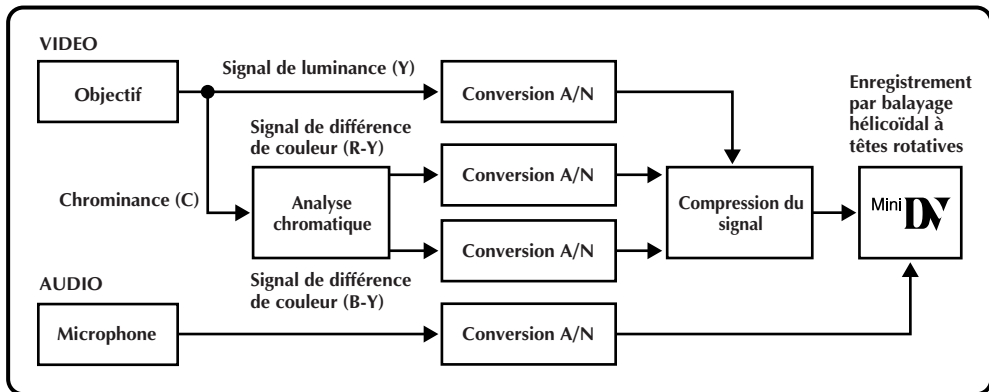 VIDEO
Objectif
Signal de luminance (Y)
Conversion A/N
Enregistrement
par balayage
hélicoïdal à
têtes rotatives
Signal de différence
de couleur (R-Y)
Chrominance (C)
Analyse
chromatique
Conversion A/N
Conversion A/N
Compression du
signal
Mini DV
Signal de différence
de couleur (B-Y)
AUDIO
Microphone
Conversion A/N